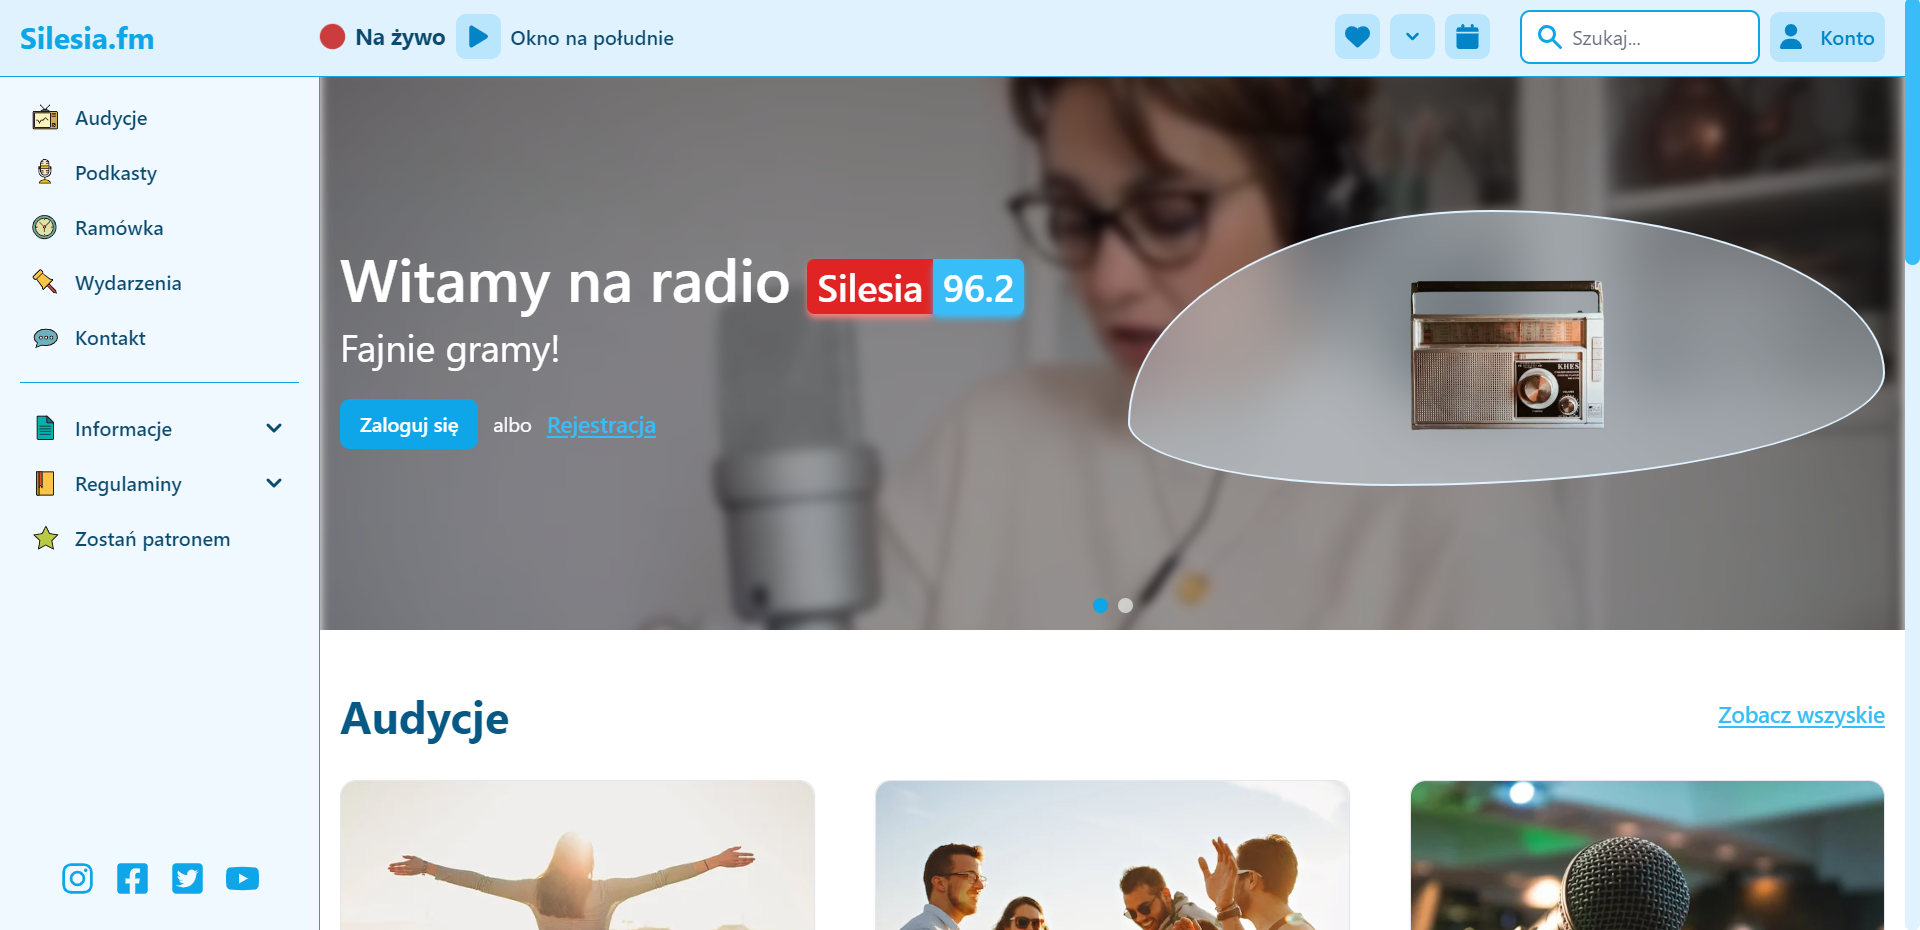 Silesia.fm
Na żywo
Okno na południe
Szukaj...
Konto
Audycje
Podkasty
Ramówka
Wydarzenia
Kontakt
Informacje
Regulaminy
Zostań patronem
Witamy na radio Silesia 96.2
Fajnie gramy!
Zaloguj się albo Rejestracja
KHES
Audycje
Zobacz wszyskie